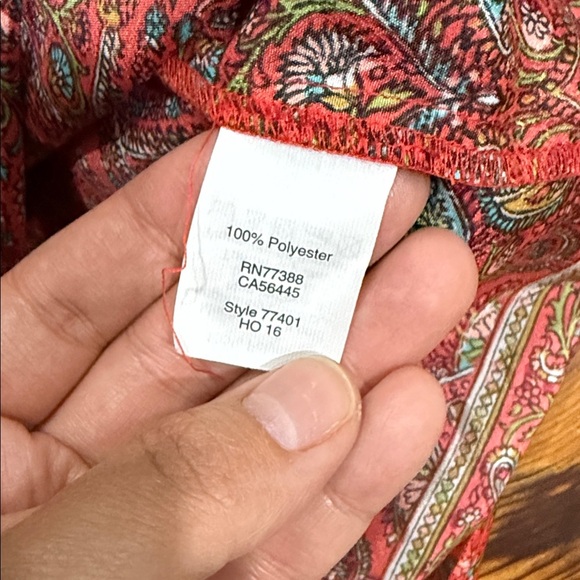 100% Polyester
RN77388
CA56445
Style 77401
HO 16